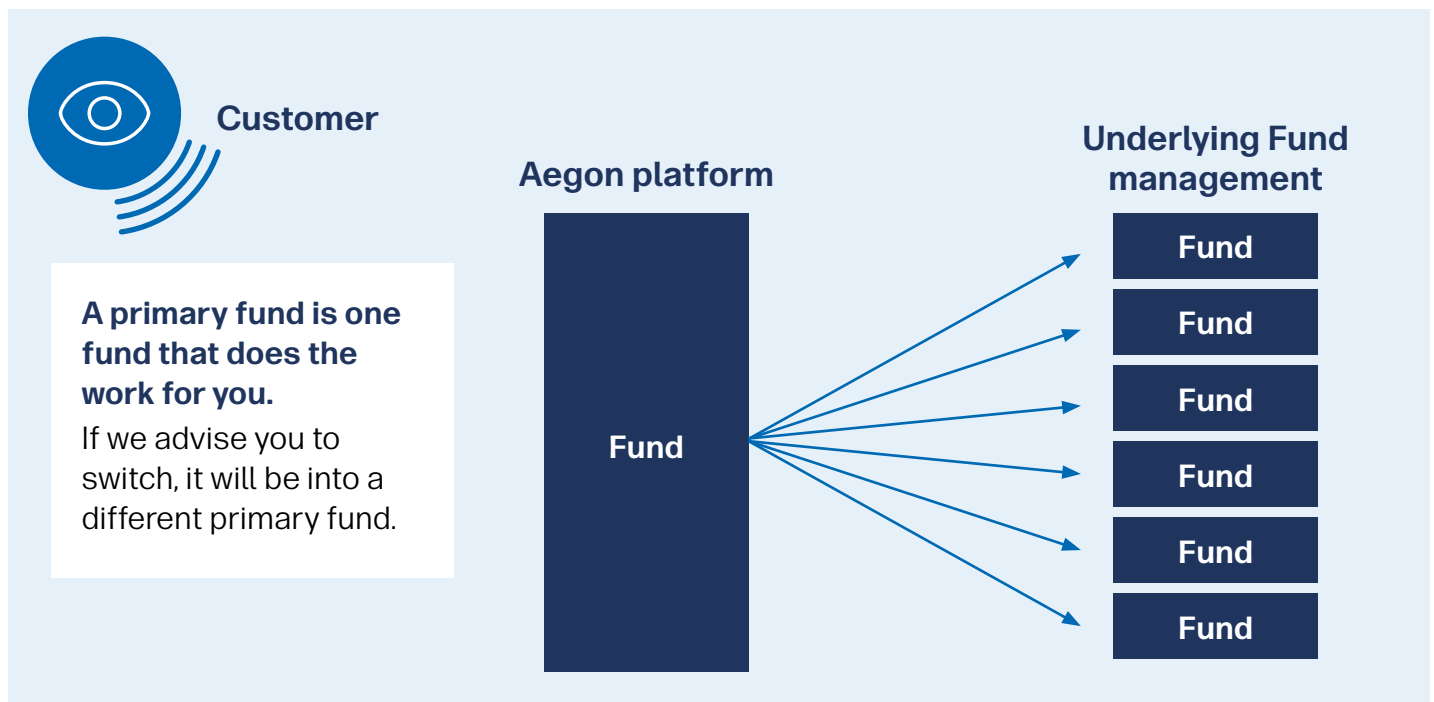 Customer
A primary fund is one
fund that does the
work for you.
If we advise you to
switch, it will be into a
different primary fund.
Aegon platform
Fund
Underlying Fund
management
Fund
Fund
Fund
Fund
Fund
Fund